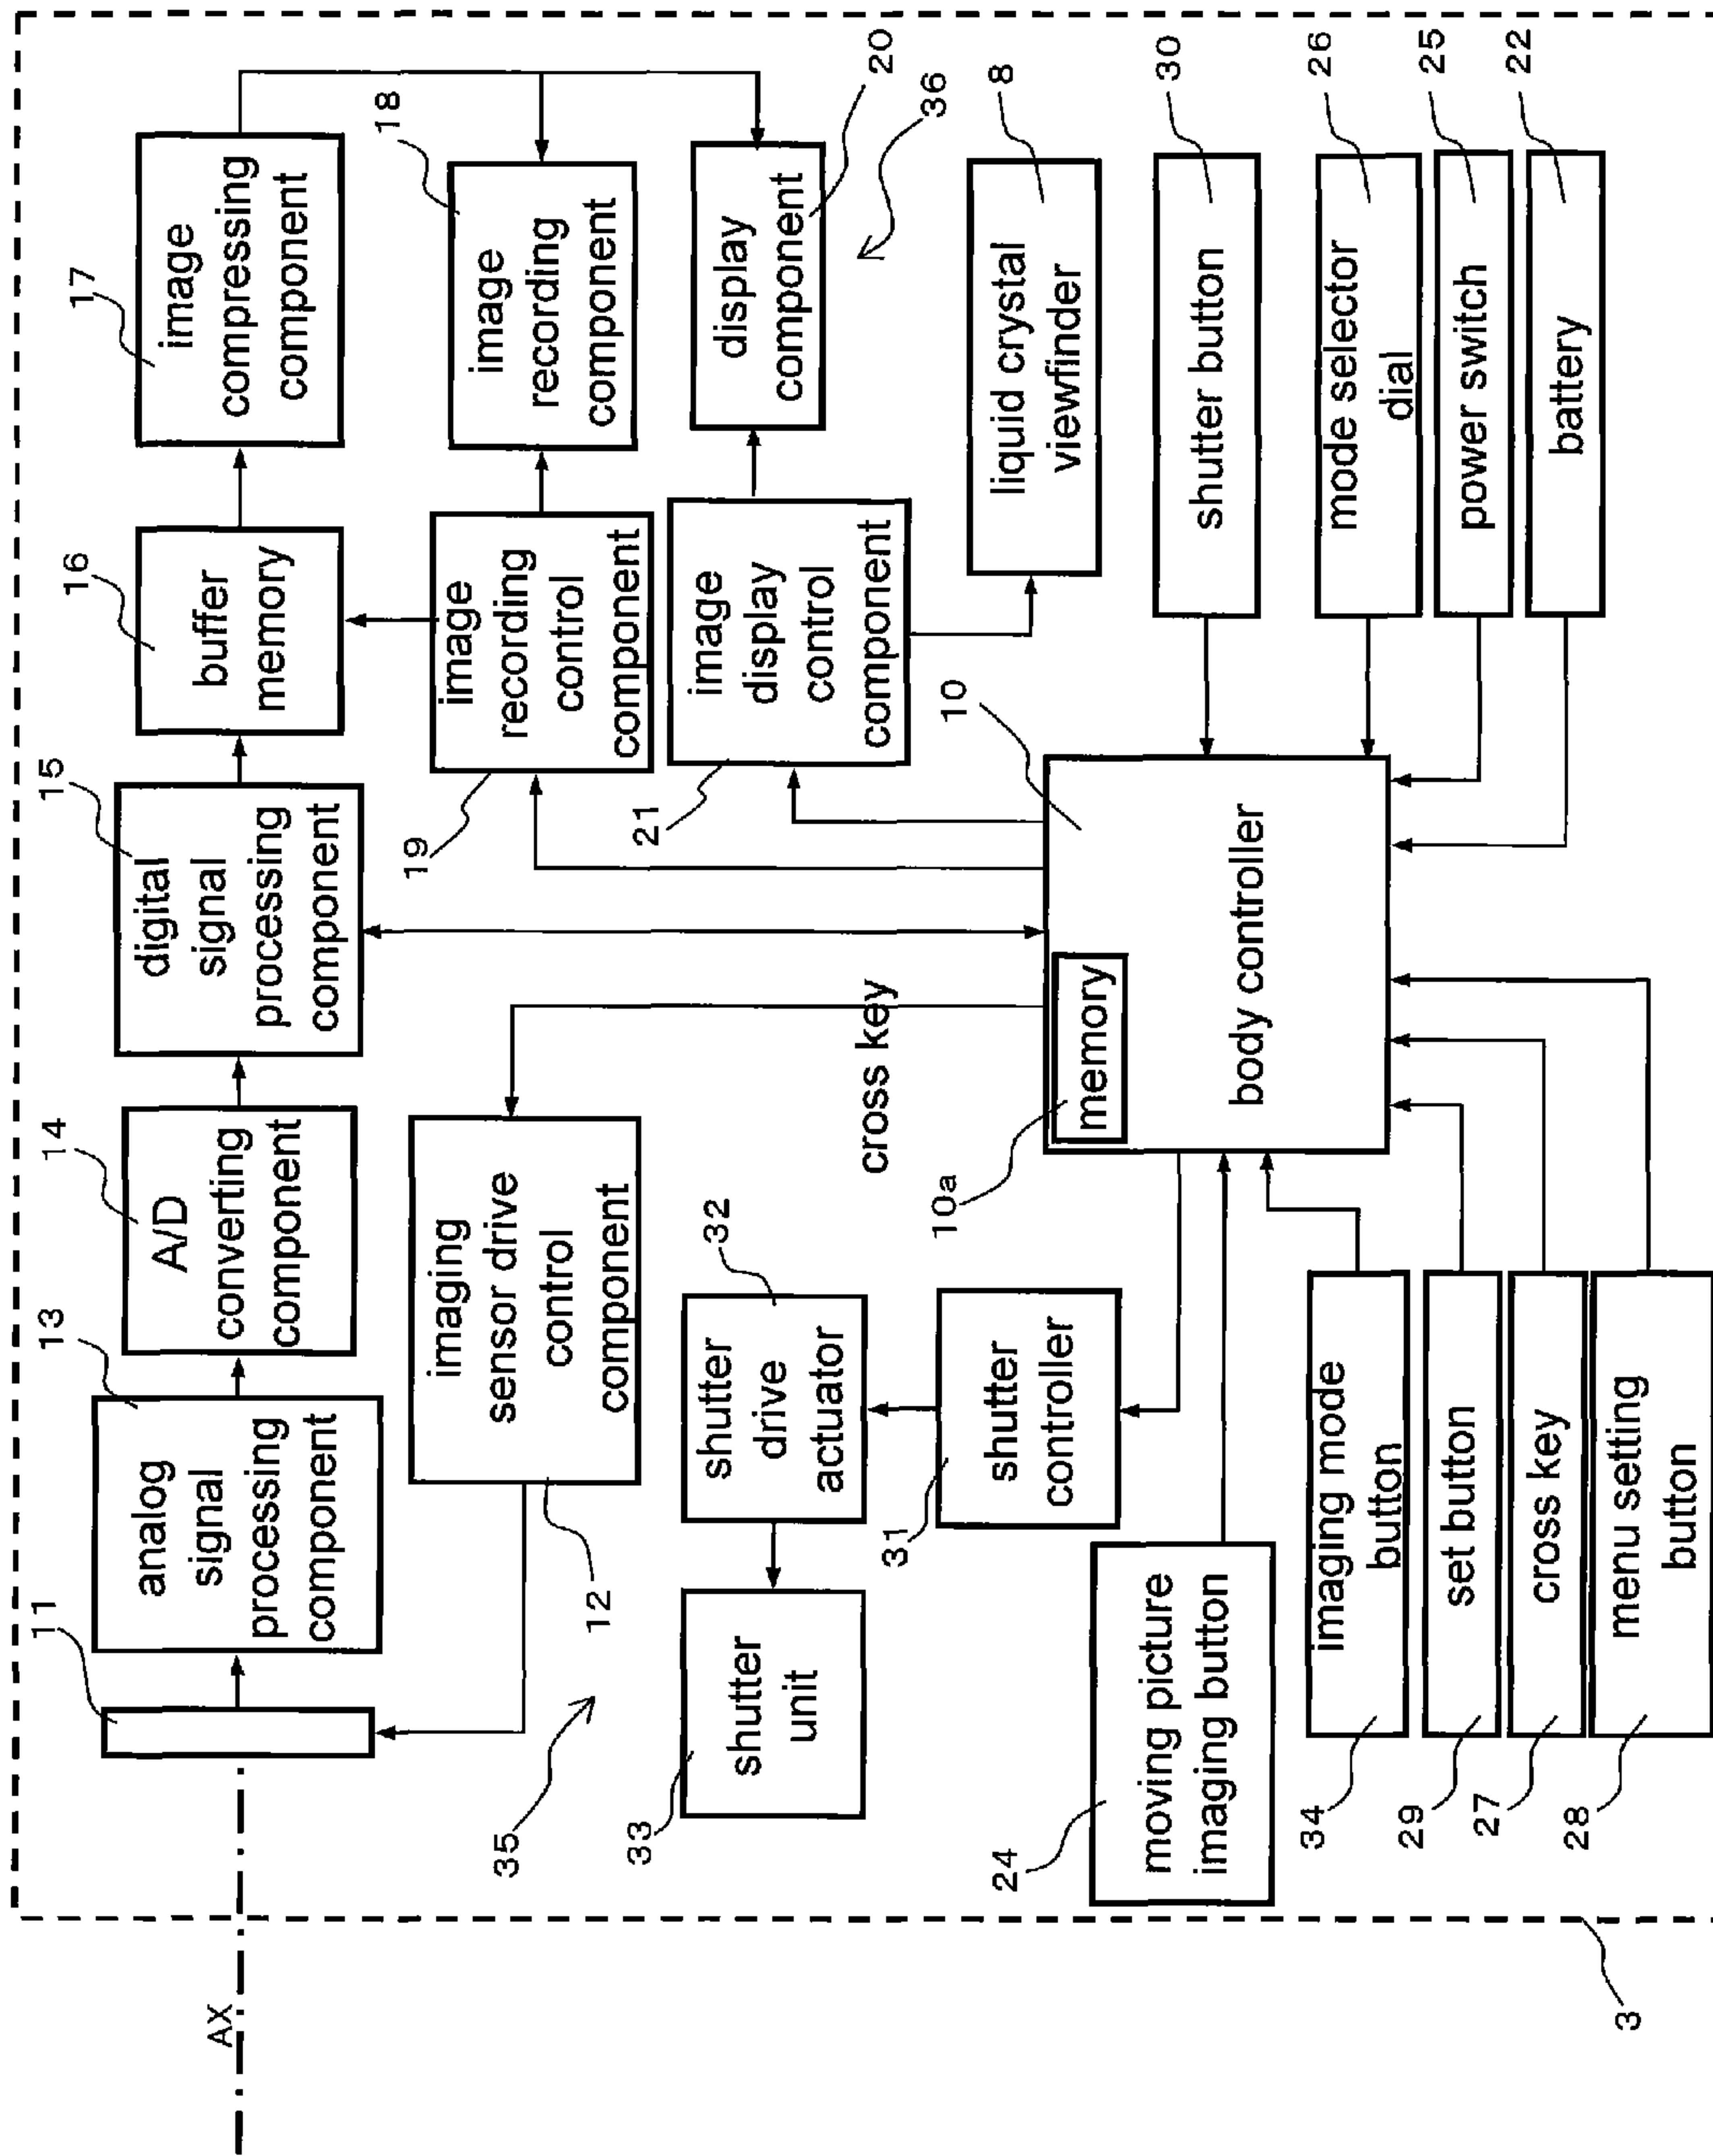 AX
11
13
analog
signal
processing
component
14
A/D
converting
component
15
digital
signal
processing
component
16
buffer
memory
17
image
compressing
component
35
12
imaging
sensor drive
control
component
19
image
recording
control
component
18
image
recording
component
33
shutter
unit
32
shutter
drive
actuator
21
image
display
control
component
display
component
20
36
cross key
31
shutter
controller
liquid crystal
viewfinder
8
24
moving picture
imaging button
10a
memory
10
body controller
shutter button
30
34
imaging mode
button
mode selector
dial
26
29
set button
power switch
25
27
cross key
battery
22
28
menu setting
button
3